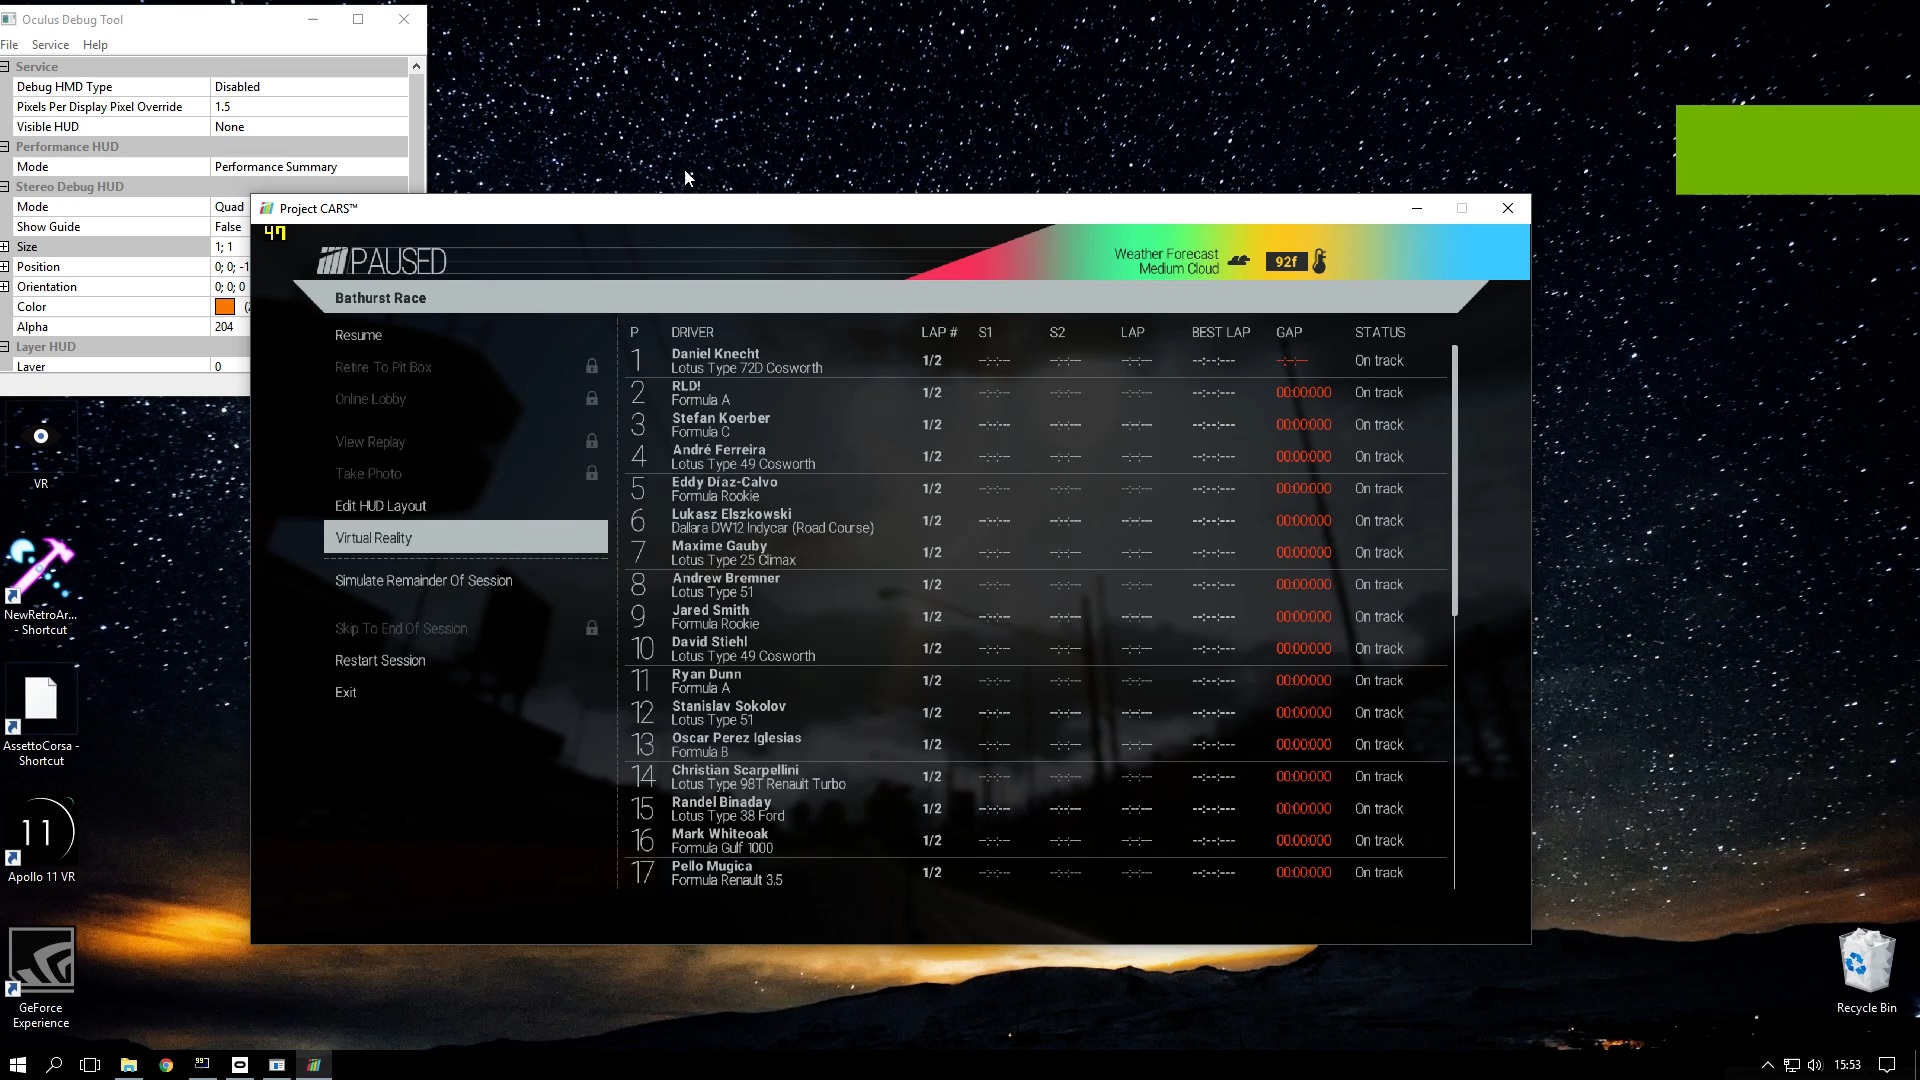 Oculus Debug Tool
File Service Help
Service
Debug HMD Type Disabled
Pixels Per Display Pixel Override 1.5
Visible HUD None
Performance HUD
Mode Performance Summary
Stereo Debug HUD
Mode Quad
Show Guide False
Size 1; 1
Position 0; 0; -1
Orientation 0; 0; 0
Color
Alpha 204
Layer HUD
Layer 0
Project CARS™
47
PAUSED
Weather Forecast
Medium Cloud
92f
Bathurst Race
Resume
Retire To Pit Box
Online Lobby
View Replay
Take Photo
Edit HUD Layout
Virtual Reality
Simulate Remainder Of Session
Skip To End Of Session
Restart Session
Exit
P DRIVER LAP # S1 S2 LAP BEST LAP GAP STATUS
1 Daniel Knecht 1/2 --:--:-- --:--:-- --:--:-- --:--:--- --:--:-- On track
Lotus Type 72D Cosworth
2 RLD! 1/2 --:--:-- --:--:-- --:--:-- --:--:--- 00:00:000 On track
Formula A
3 Stefan Koerber 1/2 --:--:-- --:--:-- --:--:-- --:--:--- 00:00:000 On track
Formula C
4 André Ferreira 1/2 --:--:-- --:--:-- --:--:-- --:--:--- 00:00:000 On track
Lotus Type 49 Cosworth
5 Eddy Díaz-Calvo 1/2 --:--:-- --:--:-- --:--:-- --:--:--- 00:00:000 On track
Formula Rookie
6 Lukasz Elszkowski 1/2 --:--:-- --:--:-- --:--:-- --:--:--- 00:00:000 On track
Dallara DW12 Indycar (Road Course)
7 Maxime Gauby 1/2 --:--:-- --:--:-- --:--:-- --:--:--- 00:00:000 On track
Lotus Type 25 Climax
8 Andrew Bremner 1/2 --:--:-- --:--:-- --:--:-- --:--:--- 00:00:000 On track
Lotus Type 51
9 Jared Smith 1/2 --:--:-- --:--:-- --:--:-- --:--:--- 00:00:000 On track
Formula Rookie
10 David Stiehl 1/2 --:--:-- --:--:-- --:--:-- --:--:--- 00:00:000 On track
Lotus Type 49 Cosworth
11 Ryan Dunn 1/2 --:--:-- --:--:-- --:--:-- --:--:--- 00:00:000 On track
Formula A
12 Stanislav Sokolov 1/2 --:--:-- --:--:-- --:--:-- --:--:--- 00:00:000 On track
Lotus Type 51
13 Oscar Perez Iglesias 1/2 --:--:-- --:--:-- --:--:-- --:--:--- 00:00:000 On track
Formula B
14 Christian Scarpellini 1/2 --:--:-- --:--:-- --:--:-- --:--:--- 00:00:000 On track
Lotus Type 98T Renault Turbo
15 Randel Binaday 1/2 --:--:-- --:--:-- --:--:-- --:--:--- 00:00:000 On track
Lotus Type 38 Ford
16 Mark Whiteoak 1/2 --:--:-- --:--:-- --:--:-- --:--:--- 00:00:000 On track
Formula Gulf 1000
17 Pello Mugica 1/2 --:--:-- --:--:-- --:--:-- --:--:--- 00:00:000 On track
Formula Renault 3.5
VR
NewRetroAr...
- Shortcut
AssettoCorsa -
Shortcut
11
Apollo 11 VR
GeForce
Experience
Recycle Bin
99
15:53